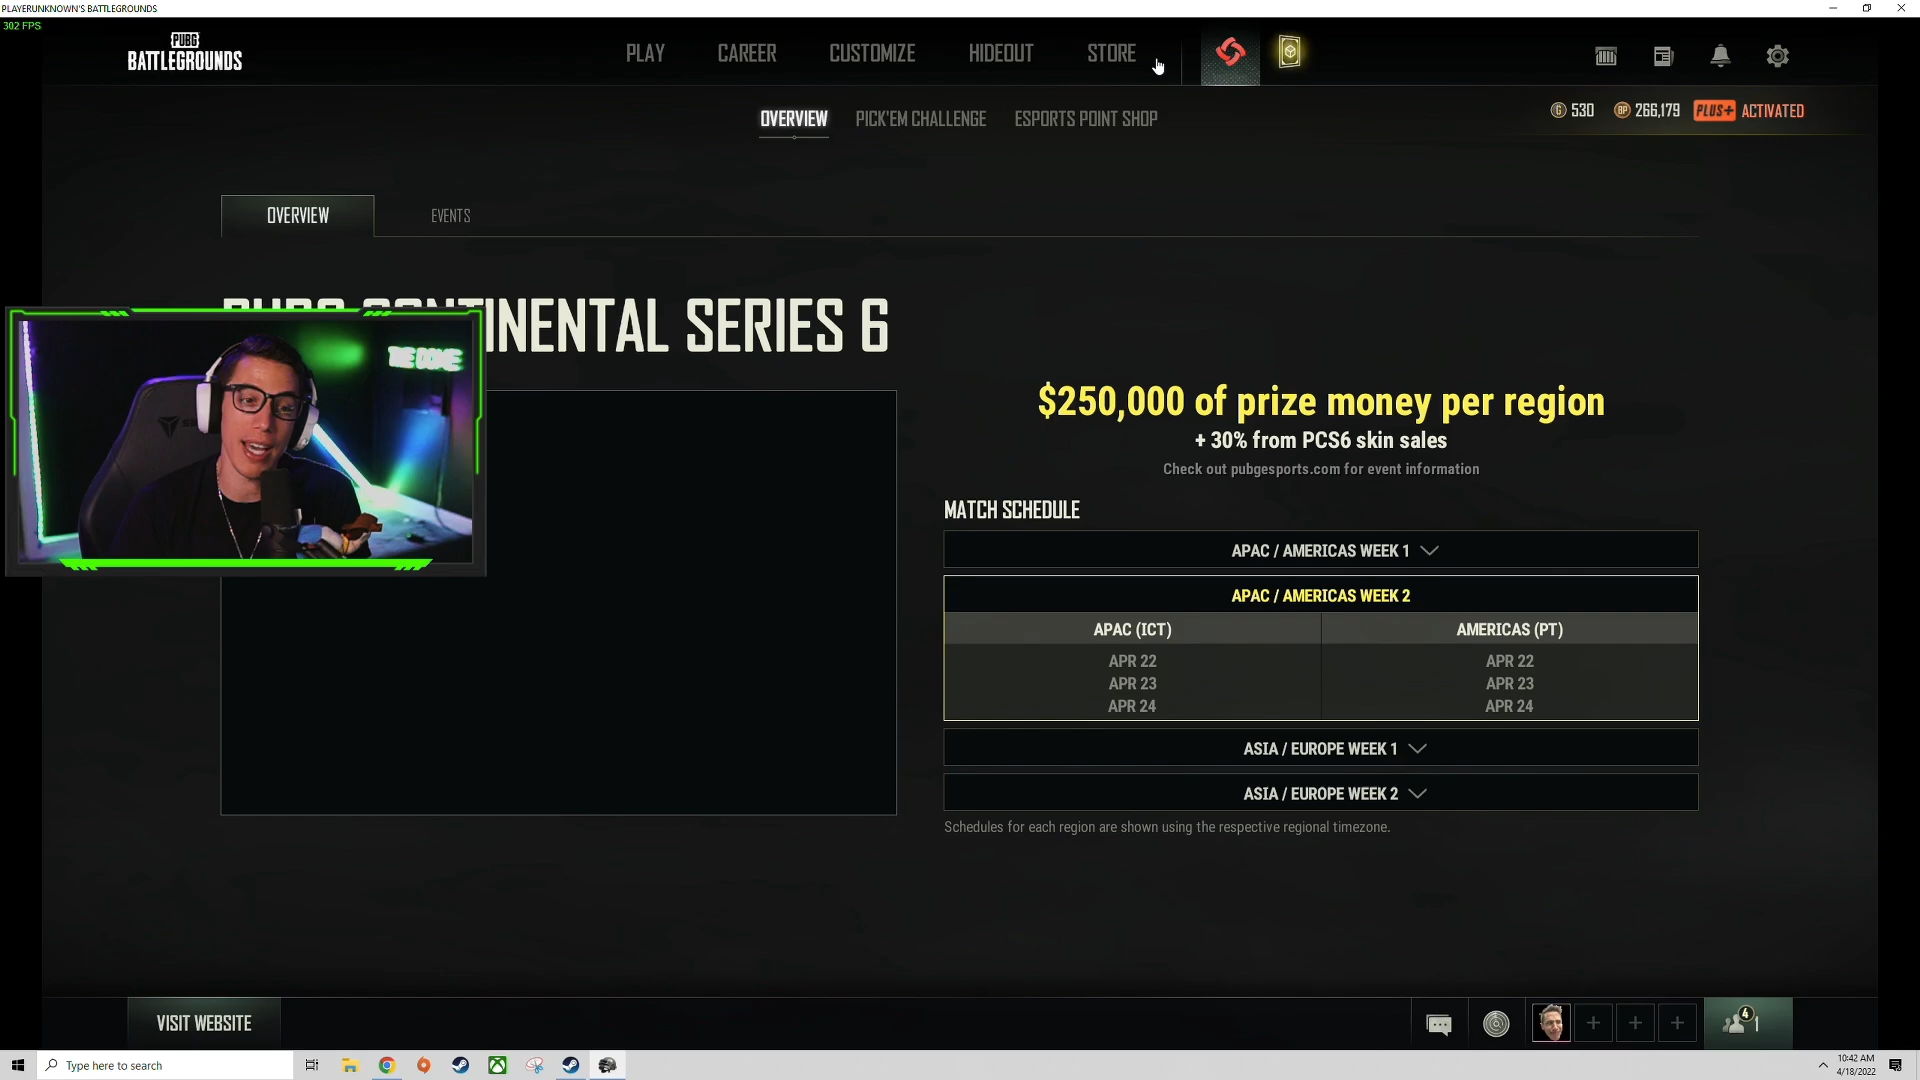 PLAYERUNKNOWN'S BATTLEGROUNDS
302 FPS
PUBG
BATTLEGROUNDS
PLAY CAREER CUSTOMIZE HIDEOUT STORE
OVERVIEW PICK'EM CHALLENGE ESPORTS POINT SHOP
G 530 BP 266,179 PLUS+ ACTIVATED
OVERVIEW EVENTS
INENTAL SERIES 6
$250,000 of prize money per region
+ 30% from PCS6 skin sales
Check out pubgesports.com for event information
MATCH SCHEDULE
APAC / AMERICAS WEEK 1
APAC / AMERICAS WEEK 2
APAC (ICT) AMERICAS (PT)
APR 22 APR 22
APR 23 APR 23
APR 24 APR 24
ASIA / EUROPE WEEK 1
ASIA / EUROPE WEEK 2
Schedules for each region are shown using the respective regional timezone.
VISIT WEBSITE
4
1
Type here to search
10:42 AM
4/18/2022